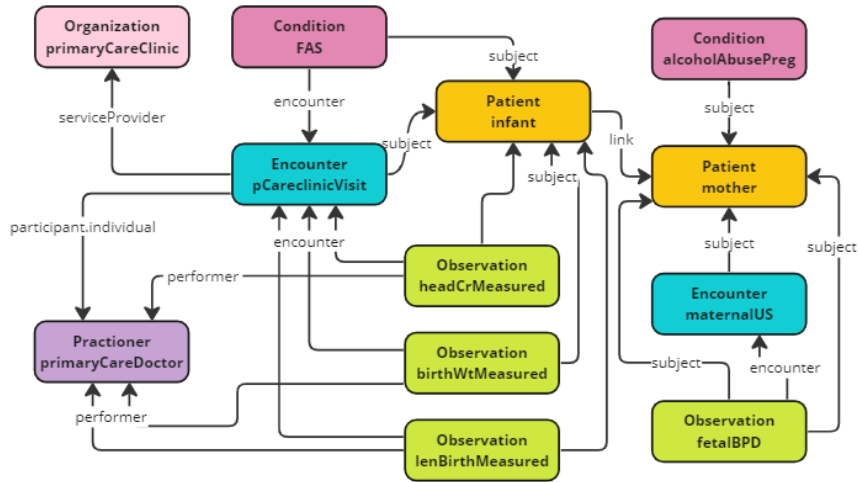 Organization
primaryCareClinic
Condition
FAS
Condition
alcoholAbusePreg
subject
encounter
serviceProvider
Patient
infant
subject
link
subject
Encounter
pCareclinicVisit
subject
Patient
mother
participant.individual
encounter
subject
subject
performer
Observation
headCrMeasured
Encounter
maternalUS
Practioner
primaryCareDoctor
Observation
birthWtMeasured
subject
encounter
performer
Observation
lenBirthMeasured
Observation
fetalBPD